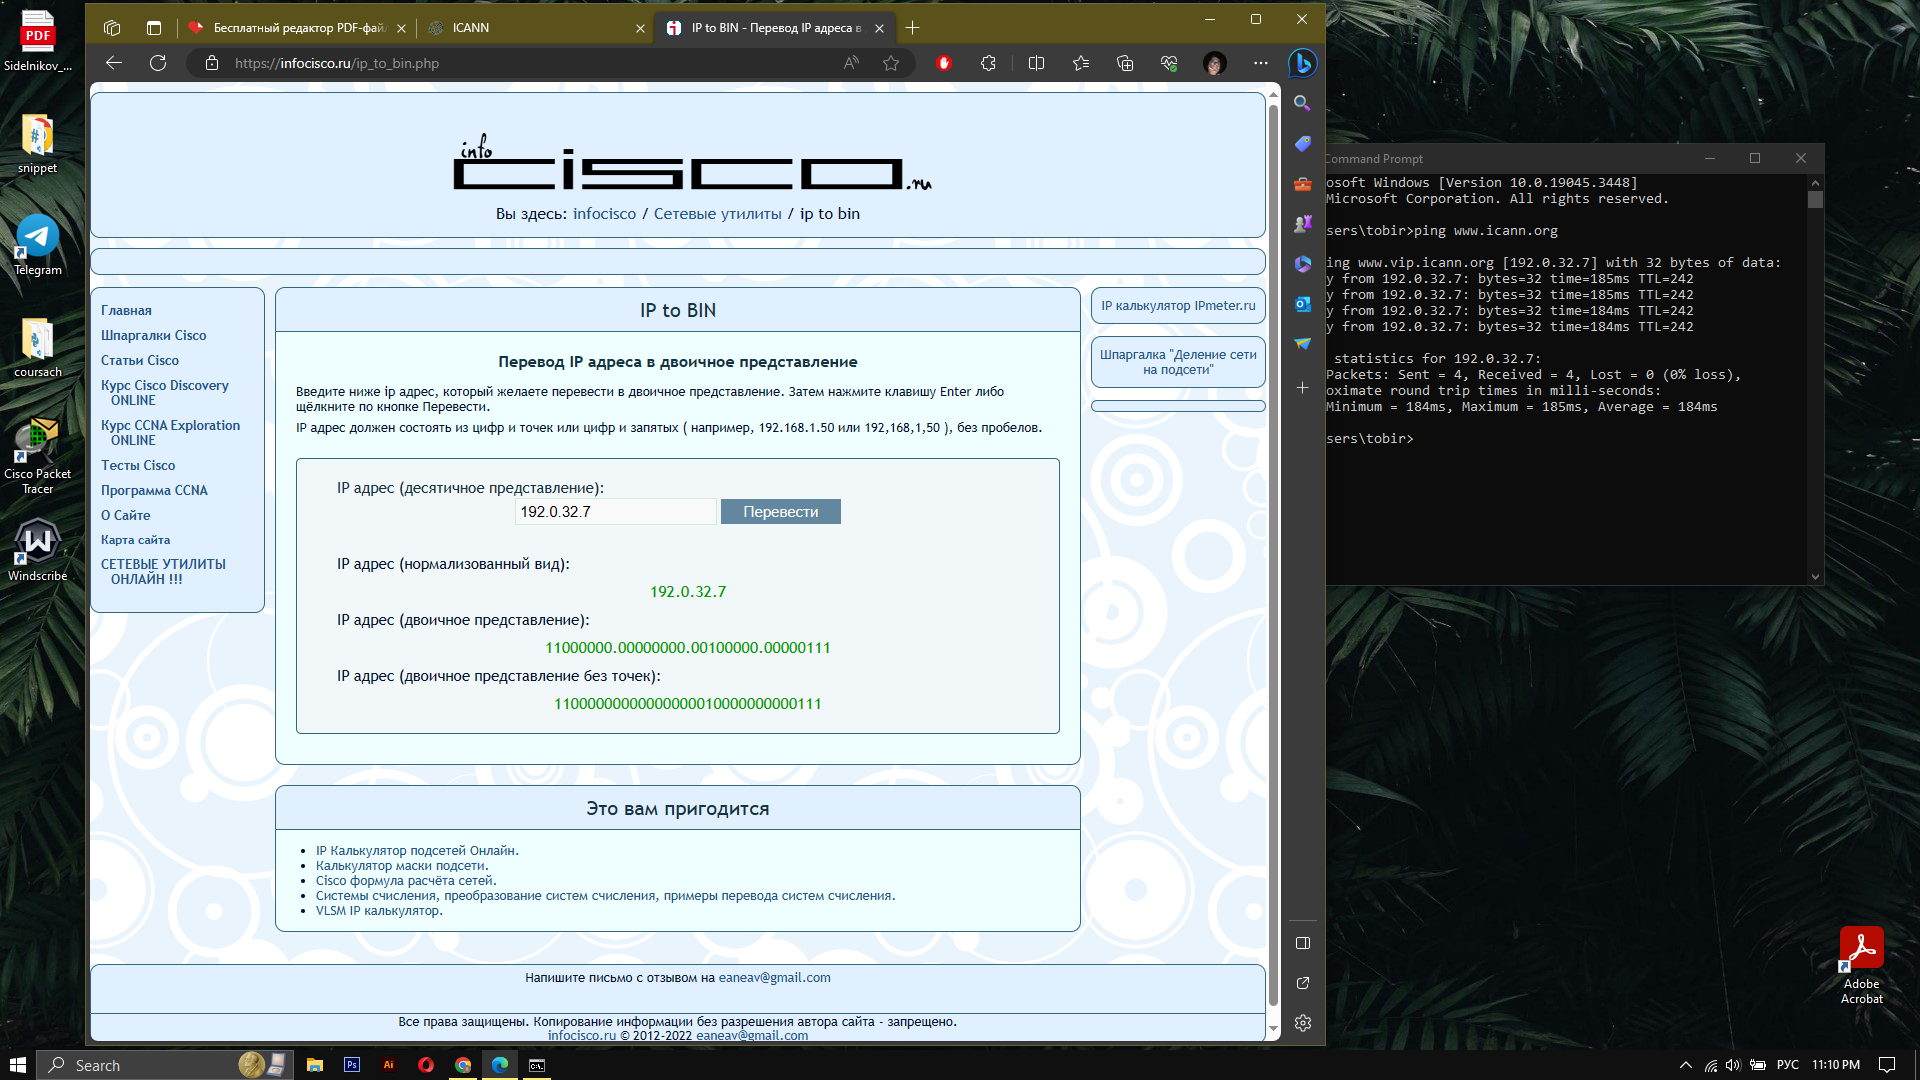 Sidelnikov_...
snippet
Telegram
coursach
Cisco Packet
Tracer
Windscribe
Бесплатный редактор PDF-фай
ICANN
IP to BIN - Перевод IP адреса в
https://infocisco.ru/ip_to_bin.php
info
cisco.ru
Вы здесь: infocisco / Сетевые утилиты / ip to bin
Главная
Шпаргалки Cisco
Статьи Cisco
Курс Cisco Discovery
ONLINE
Курс CCNA Exploration
ONLINE
Тесты Cisco
Программа CCNA
О Сайте
Карта сайта
СЕТЕВЫЕ УТИЛИТЫ
ОНЛАЙН !!!
IP to BIN
Перевод IP адреса в двоичное представление
Введите ниже ip адрес, который желаете перевести в двоичное представление. Затем нажмите клавишу Enter либо
щёлкните по кнопке Перевести.
IP адрес должен состоять из цифр и точек или цифр и запятых ( например, 192.168.1.50 или 192,168,1,50 ), без пробелов.
IP адрес (десятичное представление):
192.0.32.7
Перевести
IP адрес (нормализованный вид):
192.0.32.7
IP адрес (двоичное представление):
11000000.00000000.00100000.00000111
IP адрес (двоичное представление без точек):
11000000000000000010000000000111
Это вам пригодится
• IP Калькулятор подсетей Онлайн.
• Калькулятор маски подсети.
• Cisco формула расчёта сетей.
• Системы счисления, преобразование систем счисления, примеры перевода систем счисления.
• VLSM IP калькулятор.
IP калькулятор IPmeter.ru
Шпаргалка "Деление сети
на подсети"
Напишите письмо с отзывом на eaneav@gmail.com
Все права защищены. Копирование информации без разрешения автора сайта - запрещено.
infocisco.ru © 2012-2022 eaneav@gmail.com
Command Prompt
osoft Windows [Version 10.0.19045.3448]
Microsoft Corporation. All rights reserved.
sers\tobir>ping www.icann.org
ing www.vip.icann.org [192.0.32.7] with 32 bytes of data:
y from 192.0.32.7: bytes=32 time=185ms TTL=242
y from 192.0.32.7: bytes=32 time=185ms TTL=242
y from 192.0.32.7: bytes=32 time=184ms TTL=242
y from 192.0.32.7: bytes=32 time=184ms TTL=242
statistics for 192.0.32.7:
Packets: Sent = 4, Received = 4, Lost = 0 (0% loss),
oximate round trip times in milli-seconds:
Minimum = 184ms, Maximum = 185ms, Average = 184ms
sers\tobir>
Adobe
Acrobat
Search
Ps
Ai
РУС
11:10 PM